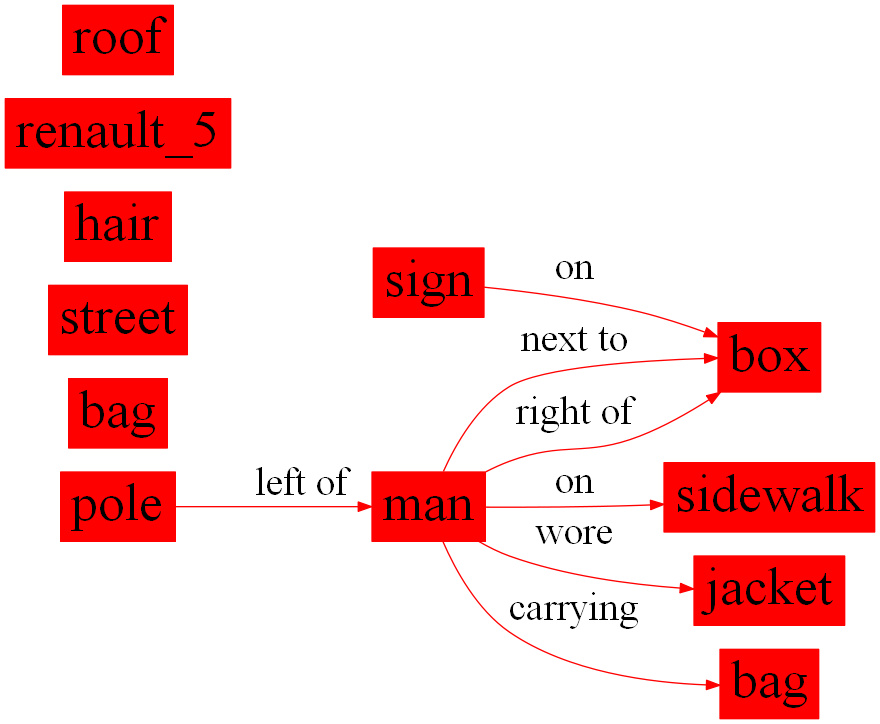 roof
renault_5
hair
street
bag
pole
left of
sign
man
on
next to
right of
on
wore
carrying
box
sidewalk
jacket
bag